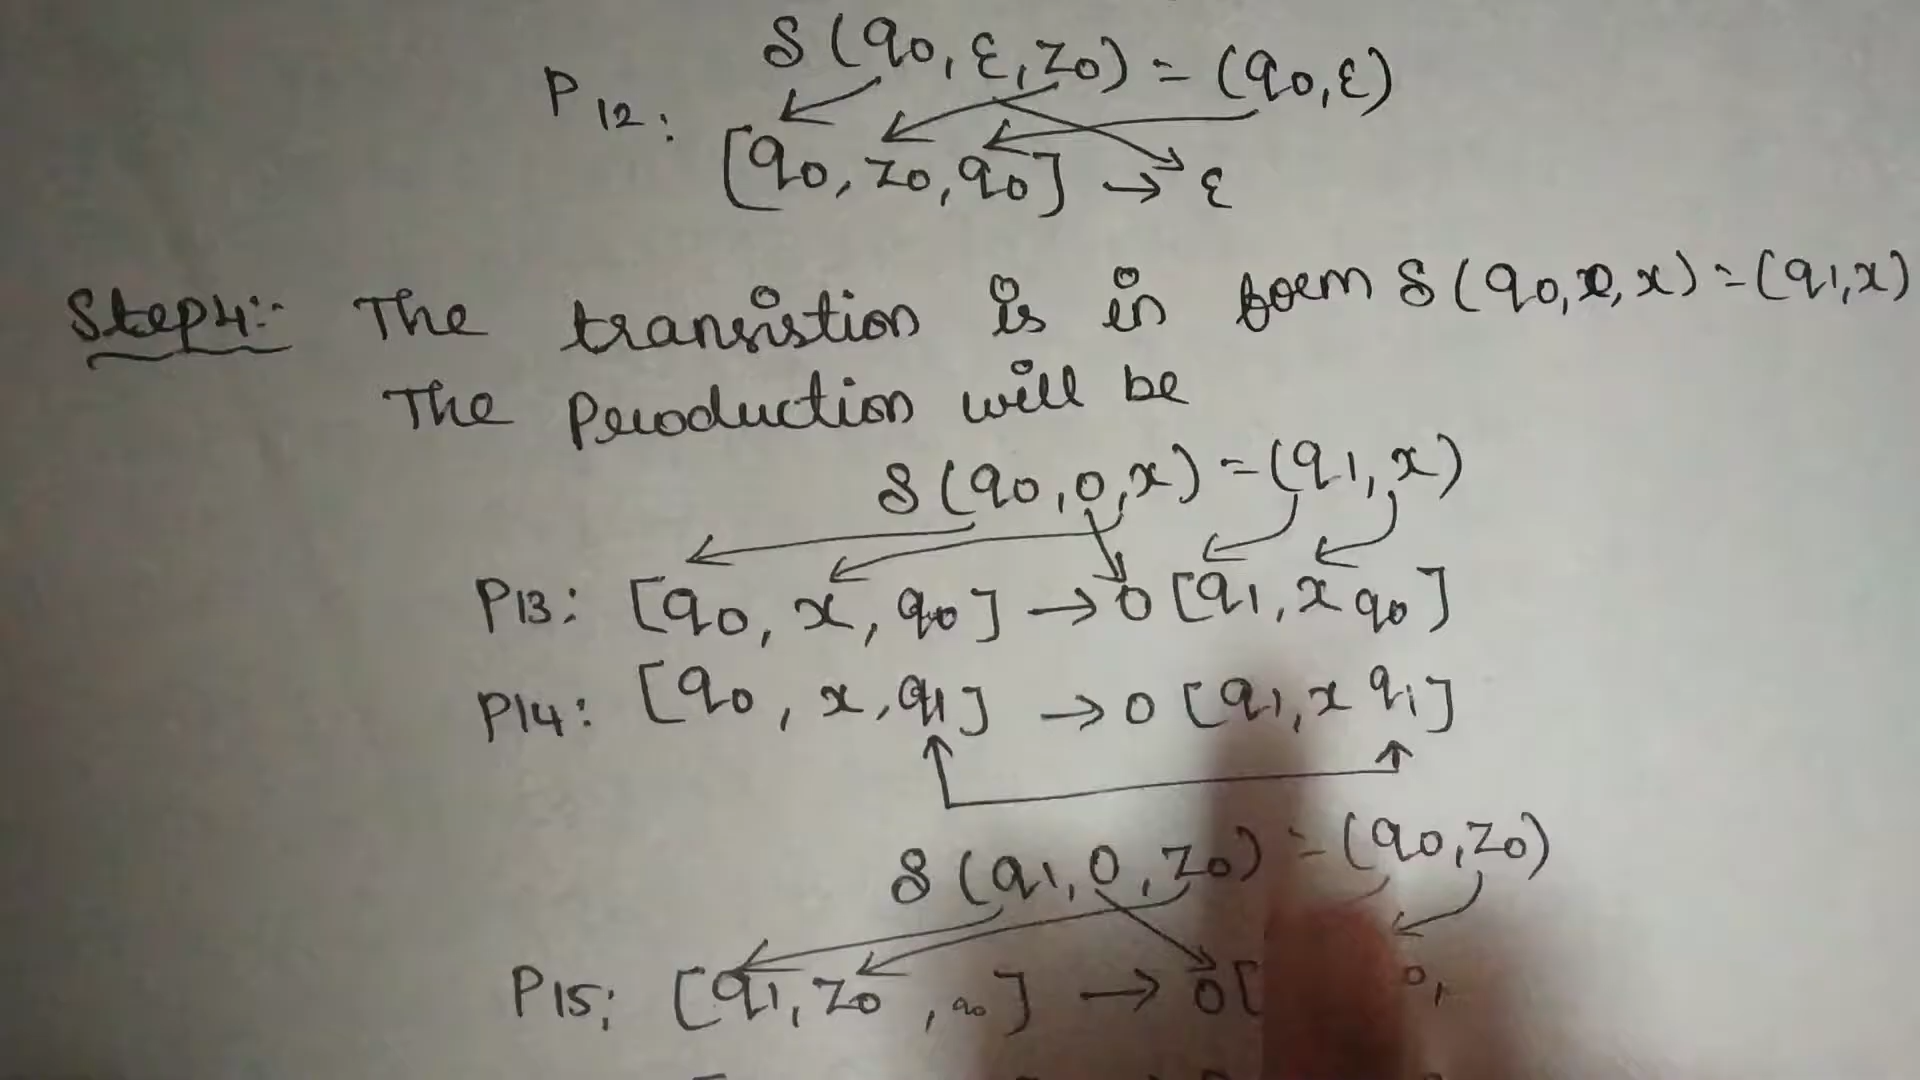 δ(q0, ε, z0) = (q0, ε)
P12:
[q0, z0, q0] → ε
Step4:- The transistion is in form δ(q0, x, x) = (q1, x)
The Production will be
δ(q0, 0, x) = (q1, x)
P13: [q0, x, q0] → 0 [q1, x q0]
P14: [q0, x, q1] → 0 [q1, x q1]
δ(q1, 0, z0) = (q0, z0)
P15; [q1, z0, q0] → 0[ 0,